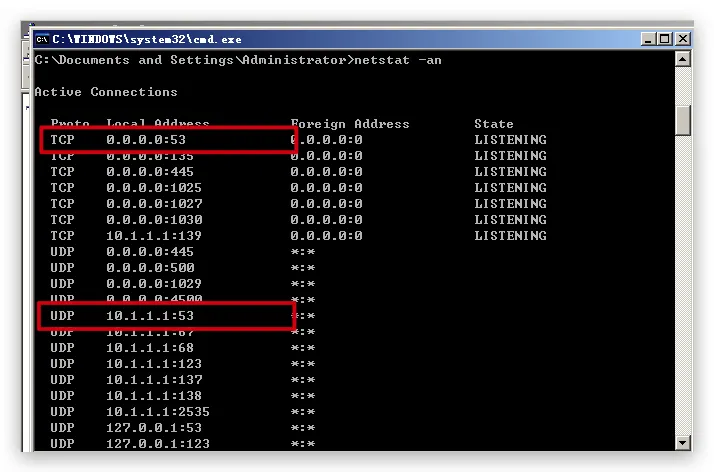 C:\WINDOWS\system32\cmd.exe
C:\Documents and Settings\Administrator>netstat -an
Active Connections
Proto Local Address Foreign Address State
TCP 0.0.0.0:53 0.0.0.0:0 LISTENING
TCP 0.0.0.0:135 0.0.0.0:0 LISTENING
TCP 0.0.0.0:445 0.0.0.0:0 LISTENING
TCP 0.0.0.0:1025 0.0.0.0:0 LISTENING
TCP 0.0.0.0:1027 0.0.0.0:0 LISTENING
TCP 0.0.0.0:1030 0.0.0.0:0 LISTENING
TCP 10.1.1.1:139 0.0.0.0:0 LISTENING
UDP 0.0.0.0:445 *:*
UDP 0.0.0.0:500 *:*
UDP 0.0.0.0:1029 *:*
UDP 0.0.0.0:4500 *:*
UDP 10.1.1.1:53 *:*
UDP 10.1.1.1:67 *:*
UDP 10.1.1.1:68 *:*
UDP 10.1.1.1:123 *:*
UDP 10.1.1.1:137 *:*
UDP 10.1.1.1:138 *:*
UDP 10.1.1.1:2535 *:*
UDP 127.0.0.1:53 *:*
UDP 127.0.0.1:123 *:*